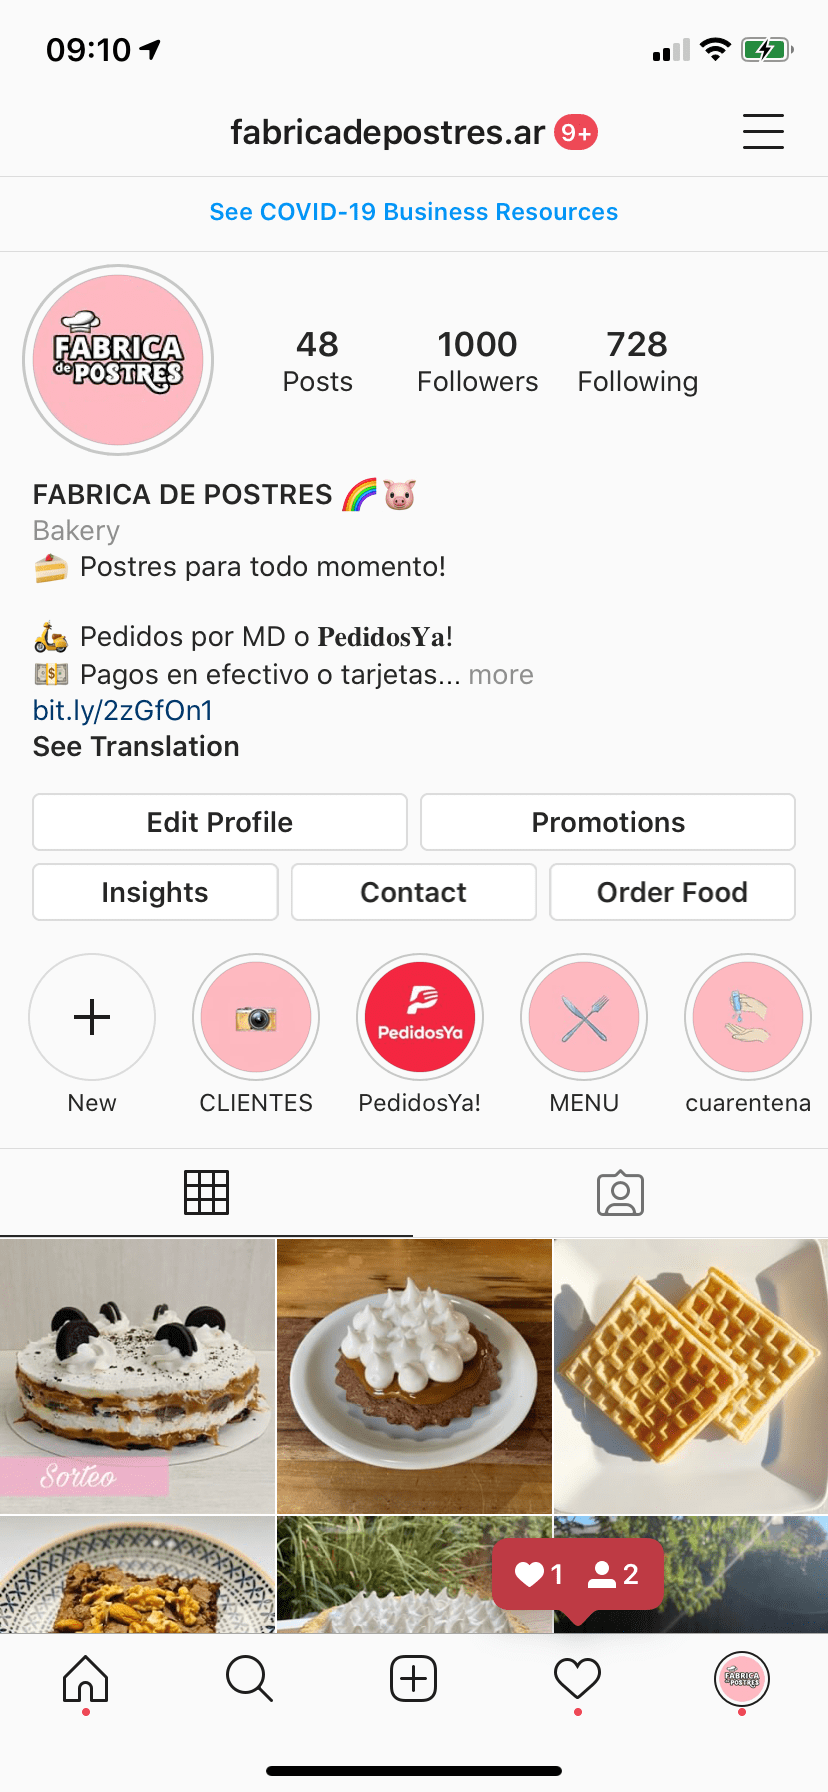 09:10
fabricadepostres.ar 9+
See COVID-19 Business Resources
FABRICA
de POSTRES
48 1000 728
Posts Followers Following
FABRICA DE POSTRES 🌈🐷
Bakery
🍰 Postres para todo momento!
🛵 Pedidos por MD o PedidosYa!
💵 Pagos en efectivo o tarjetas... more
bit.ly/2zGfOn1
See Translation
Edit Profile Promotions
Insights Contact Order Food
PedidosYa
New CLIENTES PedidosYa! MENU cuarentena
Sorteo
1 2
FABRICA
de POSTRES